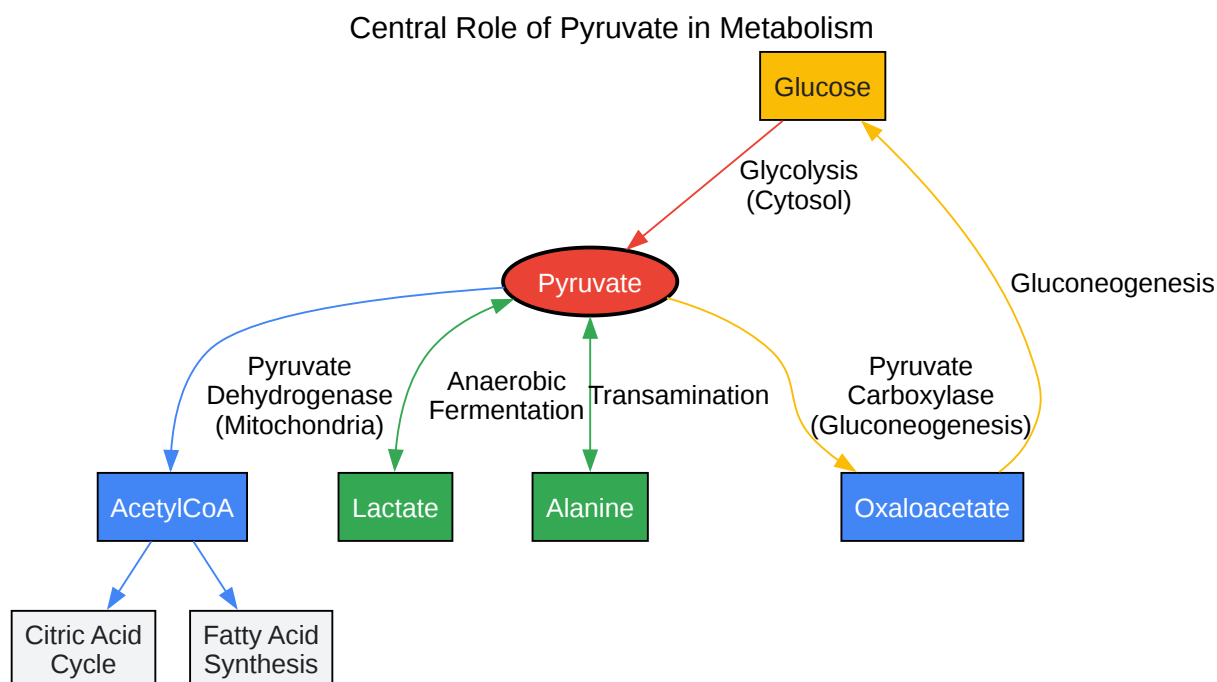 Central Role of Pyruvate in Metabolism
Glucose
Glycolysis
(Cytosol)
Pyruvate
Gluconeogenesis
Pyruvate
Dehydrogenase
(Mitochondria)
Anaerobic
Fermentation
Transamination
Pyruvate
Carboxylase
(Gluconeogenesis)
AcetylCoA
Lactate
Alanine
Oxaloacetate
Citric Acid
Cycle
Fatty Acid
Synthesis